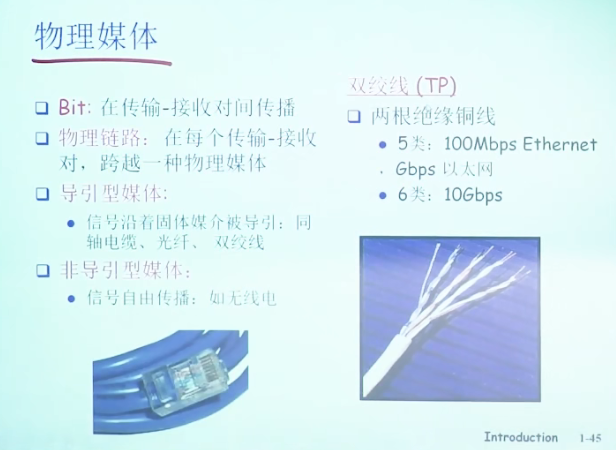 物理媒体
Bit: 在传输-接收对间传播
物理链路：在每个传输-接收
对，跨越一种物理媒体
导引型媒体:
信号沿着固体媒介被导引：同
轴电缆、光纤、 双绞线
非导引型媒体：
信号自由传播：如无线电
双绞线 (TP)
两根绝缘铜线
5类：100Mbps Ethernet
Gbps 以太网
6类：10Gbps
Introduction 1-45